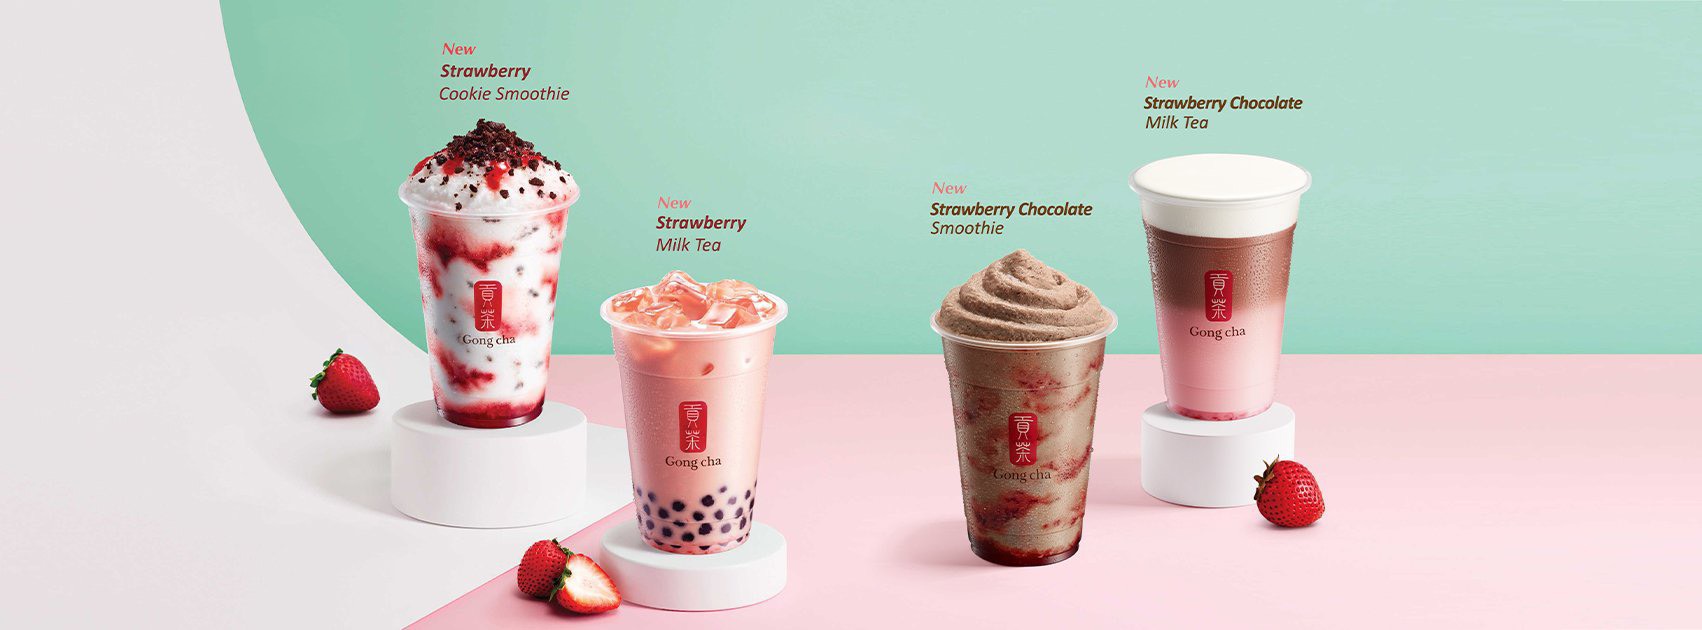 New
Strawberry
Cookie Smoothie
New
Strawberry
Milk Tea
New
Strawberry Chocolate
Smoothie
New
Strawberry Chocolate
Milk Tea
貢
茶
Gong cha
貢
茶
Gong cha
貢
茶
Gong cha
貢
茶
Gong cha